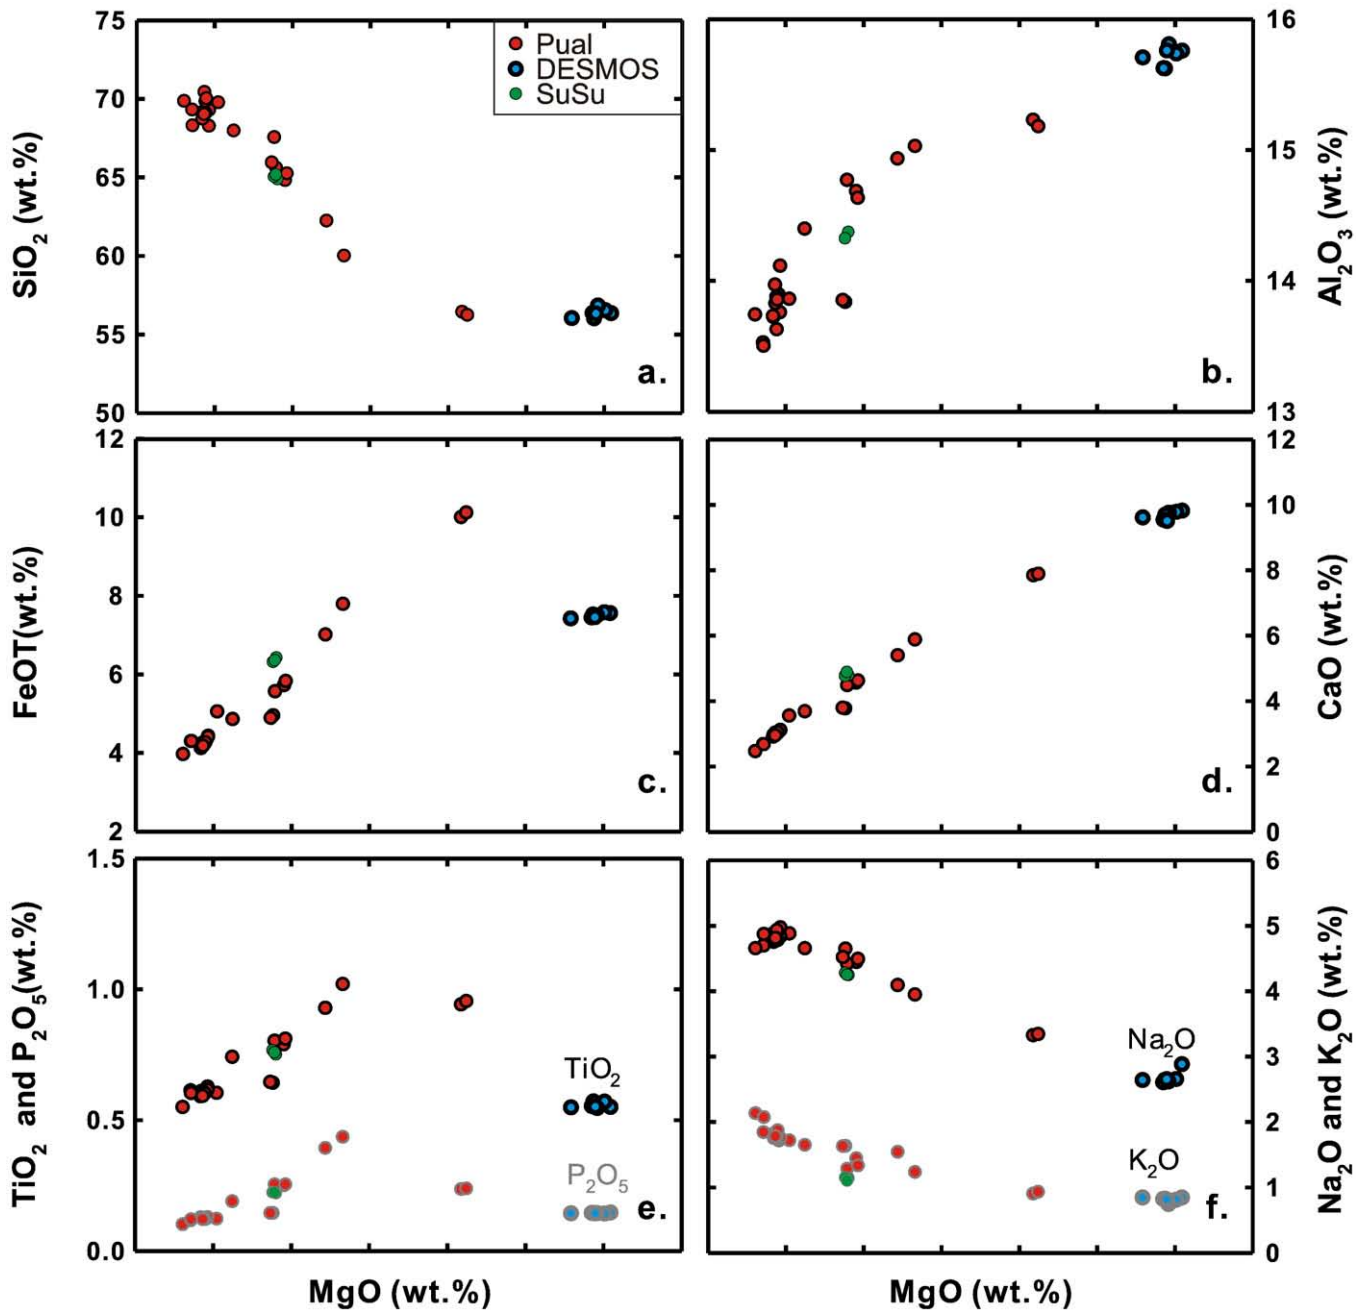 75
70
65
60
55
50
SiO2 (wt.%)
Pual
DESMOS
SuSu
a.
16
15
14
13
Al2O3 (wt.%)
b.
12
10
8
6
4
2
FeOT(wt.%)
c.
12
10
8
6
4
2
0
CaO (wt.%)
d.
1.5
1.0
0.5
0.0
TiO2 and P2O5(wt.%)
TiO2
P2O5
e.
MgO (wt.%)
6
5
4
3
2
1
0
Na2O and K2O (wt.%)
Na2O
K2O
f.
MgO (wt.%)